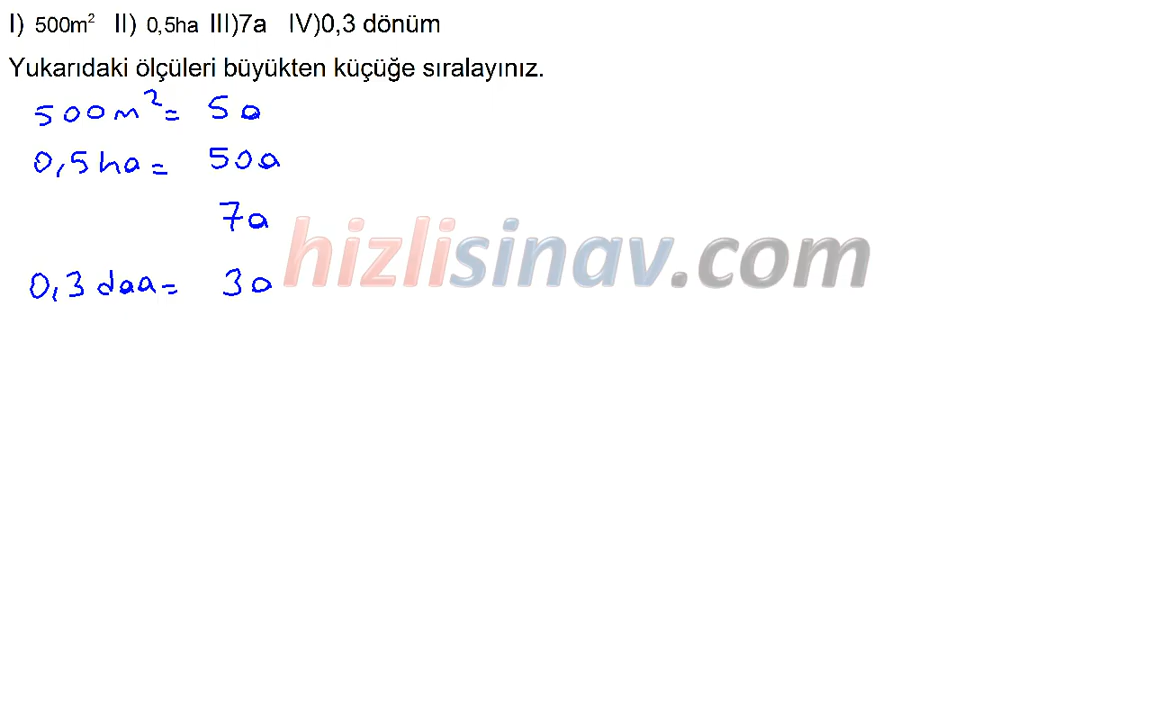 I) 500m² II) 0,5ha III)7a IV)0,3 dönüm
Yukarıdaki ölçüleri büyükten küçüğe sıralayınız.
500m² = 5a
0,5ha = 50a
7a
hizlisinav.com
0,3 daa = 3a